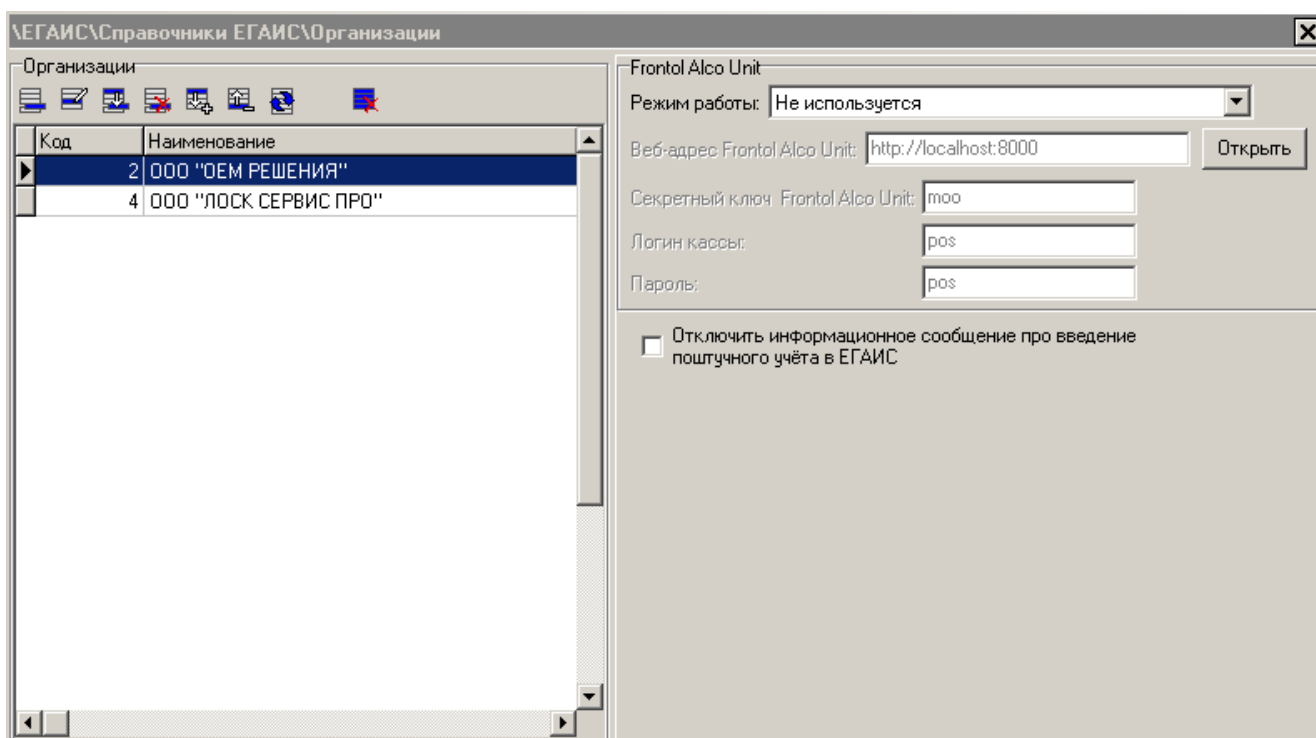 \ЕГАИС\Справочники ЕГАИС\Организации
Организации
Код Наименование
2 ООО "ОЕМ РЕШЕНИЯ"
4 ООО "ЛОСК СЕРВИС ПРО"
Frontol Alco Unit
Режим работы: Не используется
Веб-адрес Frontol Alco Unit: http://localhost:8000 Открыть
Секретный ключ Frontol Alco Unit: moo
Логин кассы: pos
Пароль: pos
Отключить информационное сообщение про введение
поштучного учёта в ЕГАИС